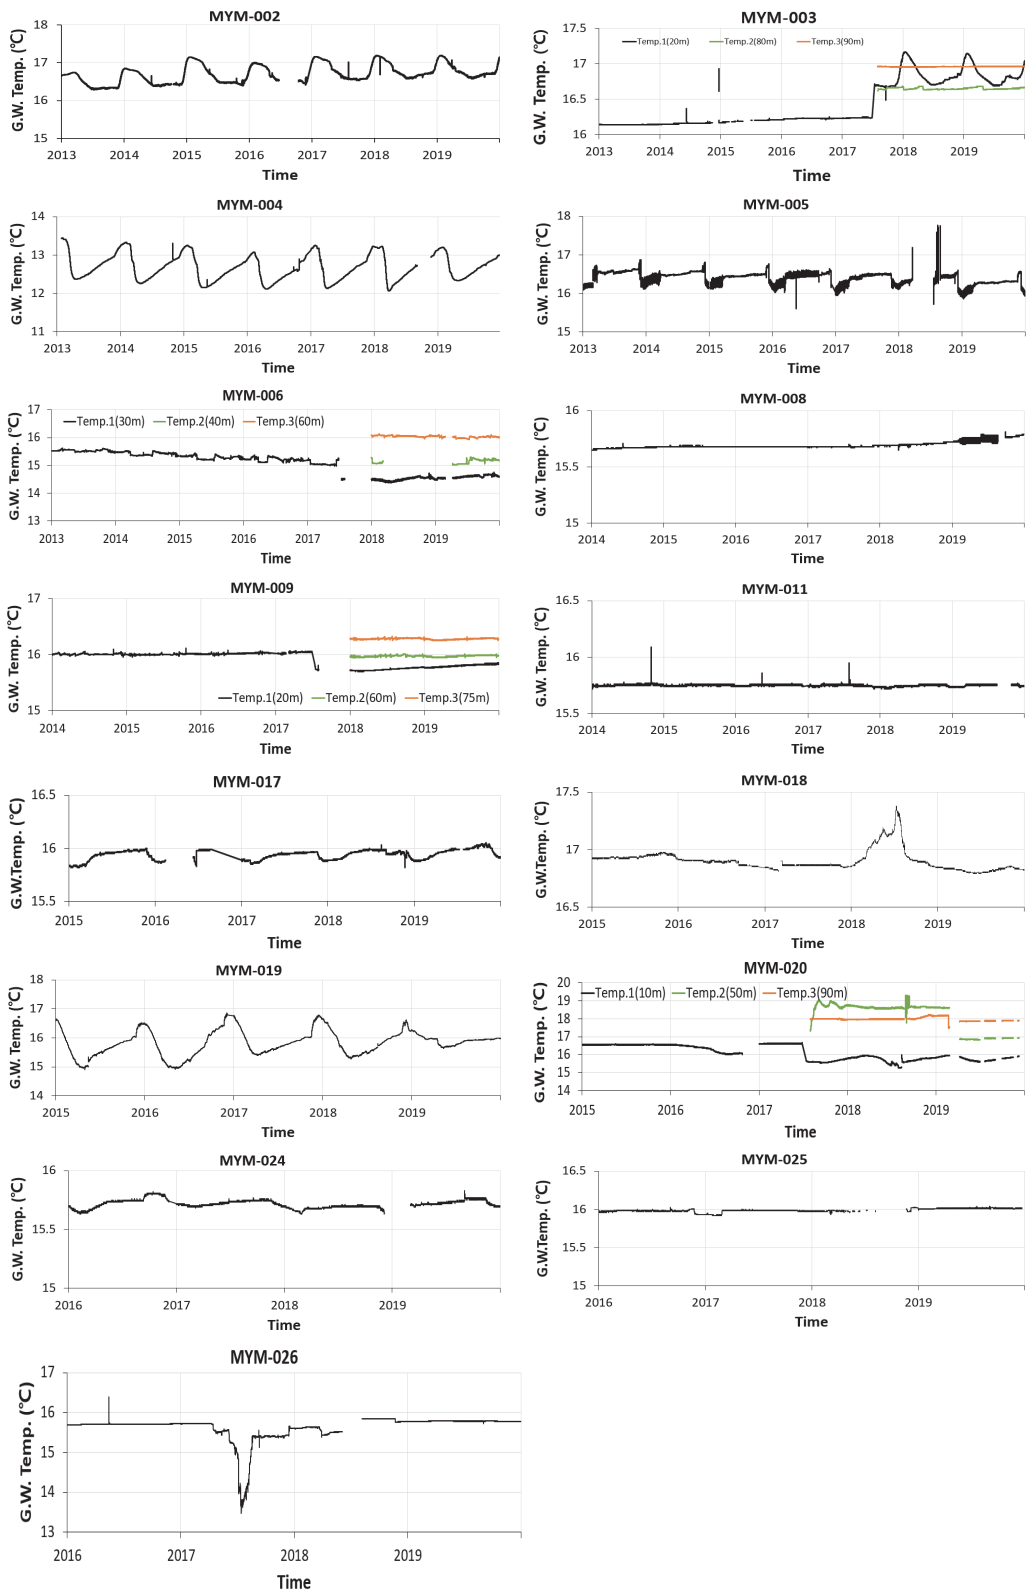 MYM-002
G.W. Temp. (℃)
18
17
16
15
2013 2014 2015 2016 2017 2018 2019
Time
MYM-003
G.W. Temp. (℃)
Temp.1(20m) Temp.2(80m) Temp.3(90m)
17.5
17
16.5
16
2013 2014 2015 2016 2017 2018 2019
Time
MYM-004
G.W. Temp. (℃)
14
13
12
11
2013 2014 2015 2016 2017 2018 2019
Time
MYM-005
G.W. Temp. (℃)
18
17
16
15
2013 2014 2015 2016 2017 2018 2019
Time
MYM-006
G.W. Temp. (℃)
Temp.1(30m) Temp.2(40m) Temp.3(60m)
17
16
15
14
13
2013 2014 2015 2016 2017 2018 2019
Time
MYM-008
G.W. Temp. (℃)
16
15.5
15
2014 2015 2016 2017 2018 2019
Time
MYM-009
G.W. Temp. (℃)
17
16
15
Temp.1(20m) Temp.2(60m) Temp.3(75m)
2014 2015 2016 2017 2018 2019
Time
MYM-011
G.W. Temp. (℃)
16.5
16
15.5
2014 2015 2016 2017 2018 2019
Time
MYM-017
G.W.Temp. (℃)
16.5
16
15.5
2015 2016 2017 2018 2019
Time
MYM-018
G.W.Temp. (℃)
17.5
17
16.5
2015 2016 2017 2018 2019
Time
MYM-019
G.W. Temp. (℃)
18
17
16
15
14
2015 2016 2017 2018 2019
Time
MYM-020
G.W. Temp. (℃)
Temp.1(10m) Temp.2(50m) Temp.3(90m)
20
19
18
17
16
15
14
2015 2016 2017 2018 2019
Time
MYM-024
G.W. Temp. (℃)
16
15.5
15
2016 2017 2018 2019
Time
MYM-025
G.W.Temp. (℃)
16.5
16
15.5
15
2016 2017 2018 2019
Time
MYM-026
G.W. Temp. (℃)
17
16
15
14
13
2016 2017 2018 2019
Time